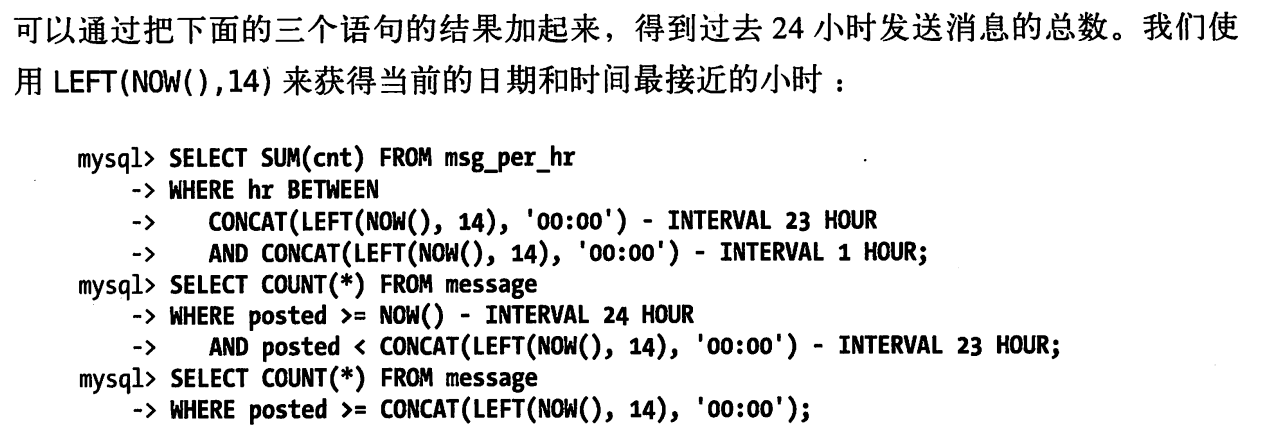 可以通过把下面的三个语句的结果加起来，得到过去 24 小时发送消息的总数。我们使
用 LEFT(NOW(),14) 来获得当前的日期和时间最接近的小时：
mysql> SELECT SUM(cnt) FROM msg_per_hr
-> WHERE hr BETWEEN
-> CONCAT(LEFT(NOW(), 14), '00:00') - INTERVAL 23 HOUR
-> AND CONCAT(LEFT(NOW(), 14), '00:00') - INTERVAL 1 HOUR;
mysql> SELECT COUNT(*) FROM message
-> WHERE posted >= NOW() - INTERVAL 24 HOUR
-> AND posted < CONCAT(LEFT(NOW(), 14), '00:00') - INTERVAL 23 HOUR;
mysql> SELECT COUNT(*) FROM message
-> WHERE posted >= CONCAT(LEFT(NOW(), 14), '00:00');